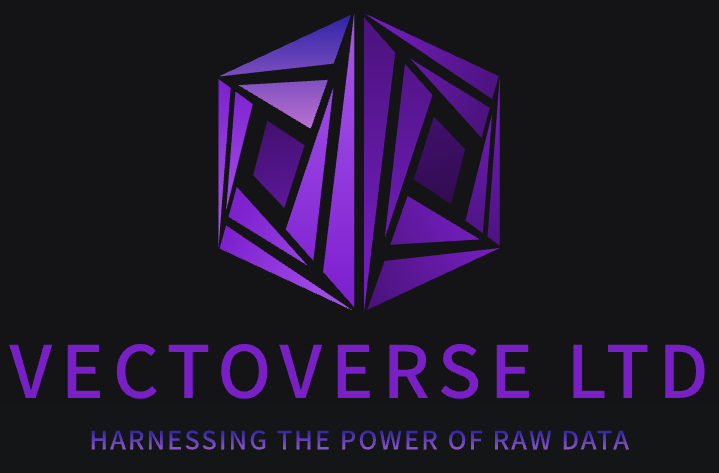 VECTOVERSE LTD
HARNESSING THE POWER OF RAW DATA